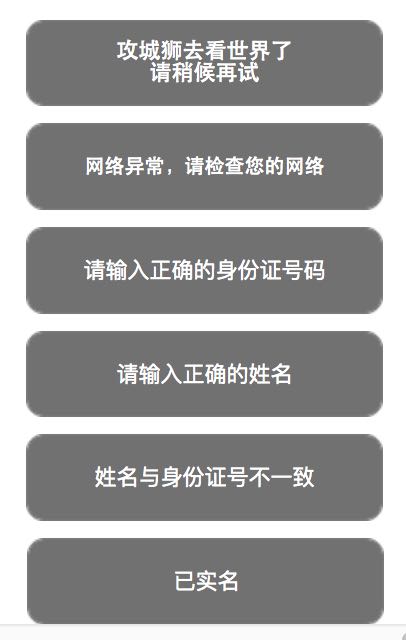 攻城狮去看世界了
请稍候再试
网络异常，请检查您的网络
请输入正确的身份证号码
请输入正确的姓名
姓名与身份证号不一致
已实名